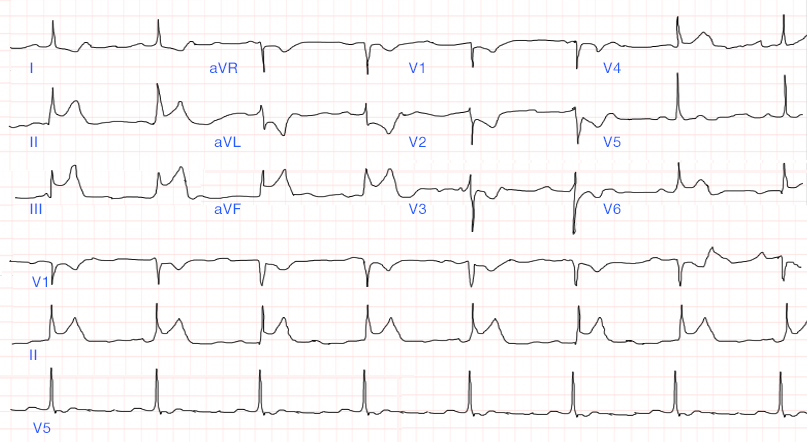 I aVR V1 V4
II aVL V2 V5
III aVF V3 V6
V1
II
V5